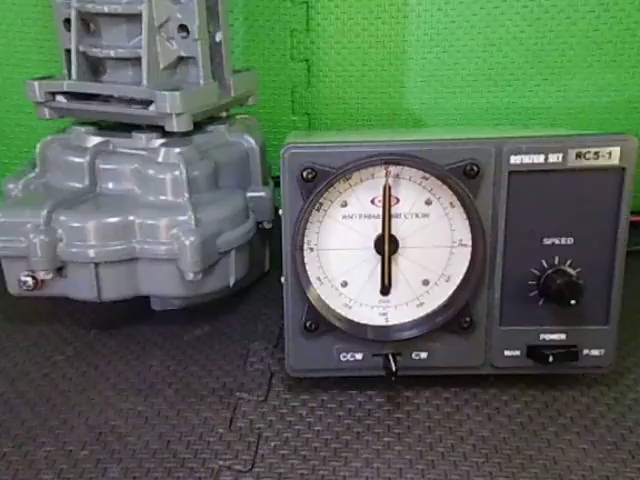 ROTATOR SET RC5-1
ANTENNA DIRECTION
SPEED
POWER
MAN P-SET
CCW CW